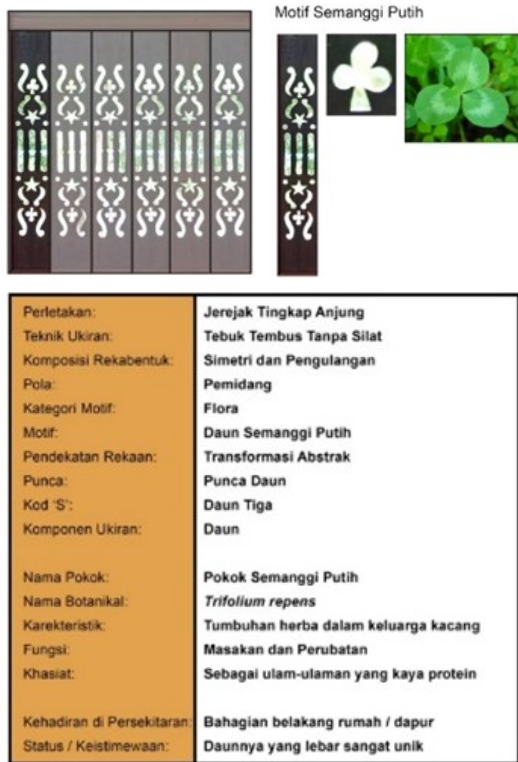 Motif Semanggi Putih
Perletakan: Jerejak Tingkap Anjung
Teknik Ukiran: Tebuk Tembus Tanpa Silat
Komposisi Rekabentuk: Simetri dan Pengulangan
Pola: Pemidang
Kategori Motif: Flora
Motif: Daun Semanggi Putih
Pendekatan Rekaan: Transformasi Abstrak
Punca: Punca Daun
Kod 'S': Daun Tiga
Komponen Ukiran: Daun
Nama Pokok: Pokok Semanggi Putih
Nama Botanikal: Trifolium repens
Karekteristik: Tumbuhan herba dalam keluarga kacang
Fungsi: Masakan dan Perubatan
Khasiat: Sebagai ulam-ulaman yang kaya protein
Kehadiran di Persekitaran: Bahagian belakang rumah / dapur
Status / Keistimewaan: Daunnya yang lebar sangat unik